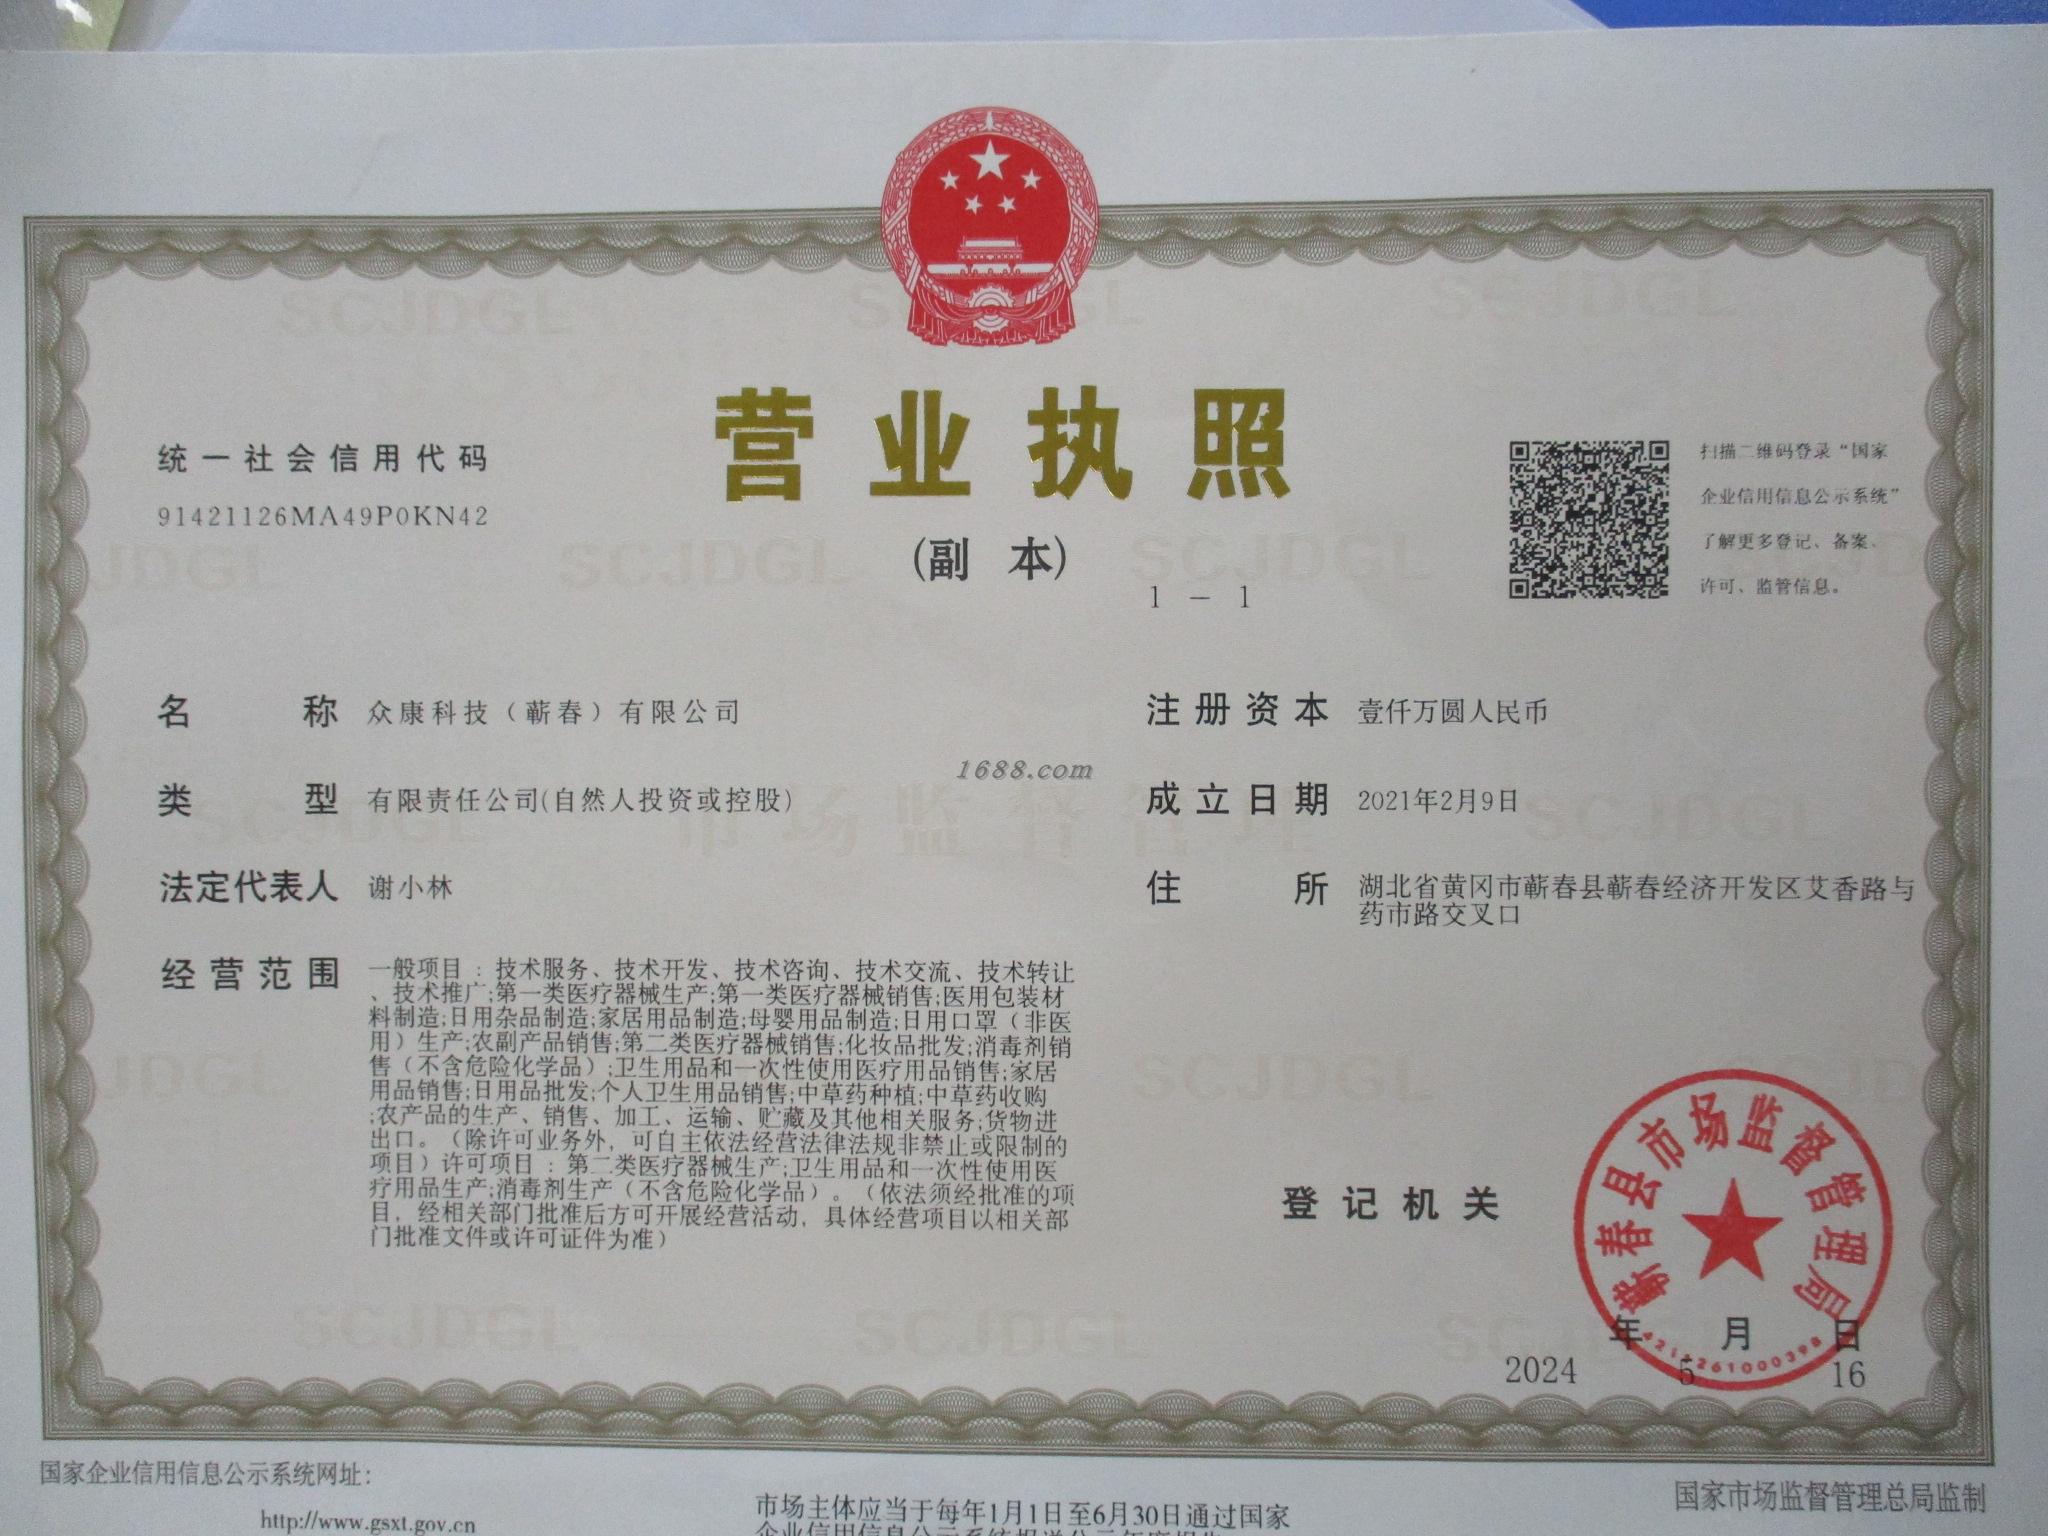 营业执照
(副 本)
1 - 1
统一社会信用代码
91421126MA49P0KN42
扫描二维码登录“国家
企业信用信息公示系统”
了解更多登记、备案、
许可、监管信息。
名 称 众康科技（蕲春）有限公司
类 型 有限责任公司(自然人投资或控股)
法定代表人 谢小林
经营范围 一般项目：技术服务、技术开发、技术咨询、技术交流、技术转让
、技术推广;第一类医疗器械生产;第一类医疗器械销售;医用包装材
料制造;日用杂品制造;家居用品制造;母婴用品制造;日用口罩（非医
用）生产;农副产品销售;第二类医疗器械销售;化妆品批发;消毒剂销
售（不含危险化学品）;卫生用品和一次性使用医疗用品销售;家居
用品销售;日用品批发;个人卫生用品销售;中草药种植;中草药收购
;农产品的生产、销售、加工、运输、贮藏及其他相关服务;货物进
出口。（除许可业务外，可自主依法经营法律法规非禁止或限制的
项目）许可项目：第二类医疗器械生产;卫生用品和一次性使用医
疗用品生产;消毒剂生产（不含危险化学品）。（依法须经批准的项
目，经相关部门批准后方可开展经营活动，具体经营项目以相关部
门批准文件或许可证件为准）
注册资本 壹仟万圆人民币
成立日期 2021年2月9日
住 所 湖北省黄冈市蕲春县蕲春经济开发区艾香路与
药市路交叉口
1688.com
登记机关
蕲春县市场监督管理局
4211261000398
年 月 日
2024 5 16
SCJDGL
市场监督管理
国家企业信用信息公示系统网址：
http://www.gsxt.gov.cn
市场主体应当于每年1月1日至6月30日通过国家
企业信用信息公示系统报送公示年度报告
国家市场监督管理总局监制